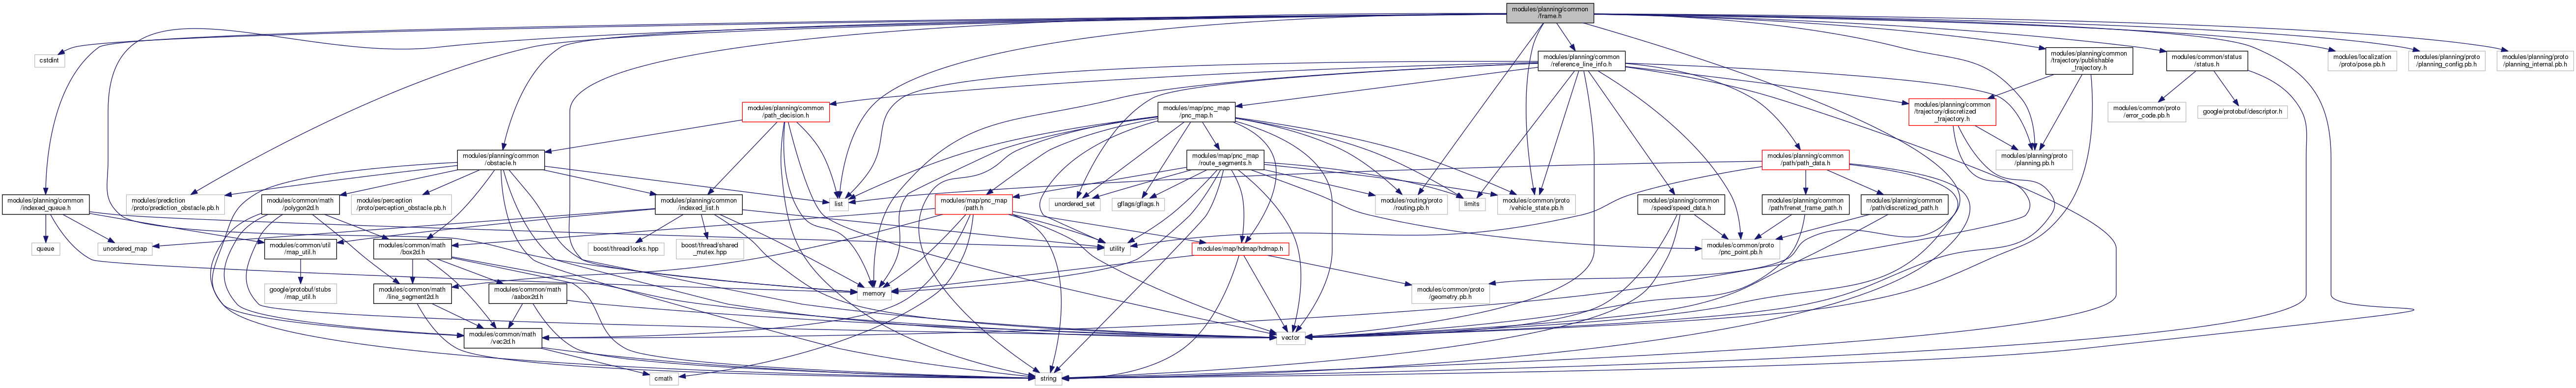 modules/planning/common
/frame.h
cstdint
modules/planning/common
/reference_line_info.h
modules/planning/common
/trajectory/publishable
_trajectory.h
modules/common/status
/status.h
modules/localization
/proto/pose.pb.h
modules/planning/proto
/planning_config.pb.h
modules/planning/proto
/planning_internal.pb.h
modules/planning/common
/path_decision.h
modules/map/pnc_map
/pnc_map.h
modules/planning/common
/trajectory/discretized
_trajectory.h
modules/common/proto
/error_code.pb.h
google/protobuf/descriptor.h
modules/planning/common
/obstacle.h
modules/map/pnc_map
/route_segments.h
modules/planning/common
/path/path_data.h
modules/planning/proto
/planning.pb.h
modules/planning/common
/indexed_queue.h
modules/prediction
/proto/prediction_obstacle.pb.h
modules/common/math
/polygon2d.h
modules/perception
/proto/perception_obstacle.pb.h
modules/planning/common
/indexed_list.h
list
modules/map/pnc_map
/path.h
unordered_set
gflags/gflags.h
modules/routing/proto
/routing.pb.h
limits
modules/common/proto
/vehicle_state.pb.h
modules/planning/common
/speed/speed_data.h
modules/planning/common
/path/frenet_frame_path.h
modules/planning/common
/path/discretized_path.h
queue
unordered_map
modules/common/util
/map_util.h
modules/common/math
/box2d.h
boost/thread/locks.hpp
boost/thread/shared
_mutex.hpp
utility
modules/map/hdmap/hdmap.h
modules/common/proto
/pnc_point.pb.h
google/protobuf/stubs
/map_util.h
modules/common/math
/line_segment2d.h
modules/common/math
/aabox2d.h
memory
modules/common/proto
/geometry.pb.h
modules/common/math
/vec2d.h
vector
cmath
string